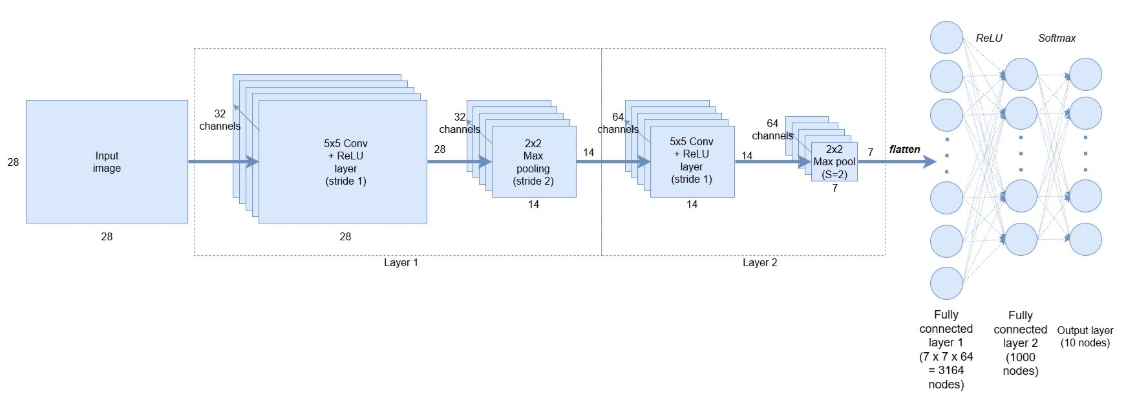 28
Input
image
28
32
channels
5x5 Conv
+ ReLU
layer
(stride 1)
28
28
Layer 1
32
channels
2x2
Max
pooling
(stride 2)
14
14
64
channels
5x5 Conv
+ ReLU
layer
(stride 1)
14
14
Layer 2
64
channels
2x2
Max pool
(S=2)
7
7
flatten
ReLU
Softmax
Fully
connected
layer 1
(7 x 7 x 64
= 3164
nodes)
Fully
connected
layer 2
(1000
nodes)
Output layer
(10 nodes)